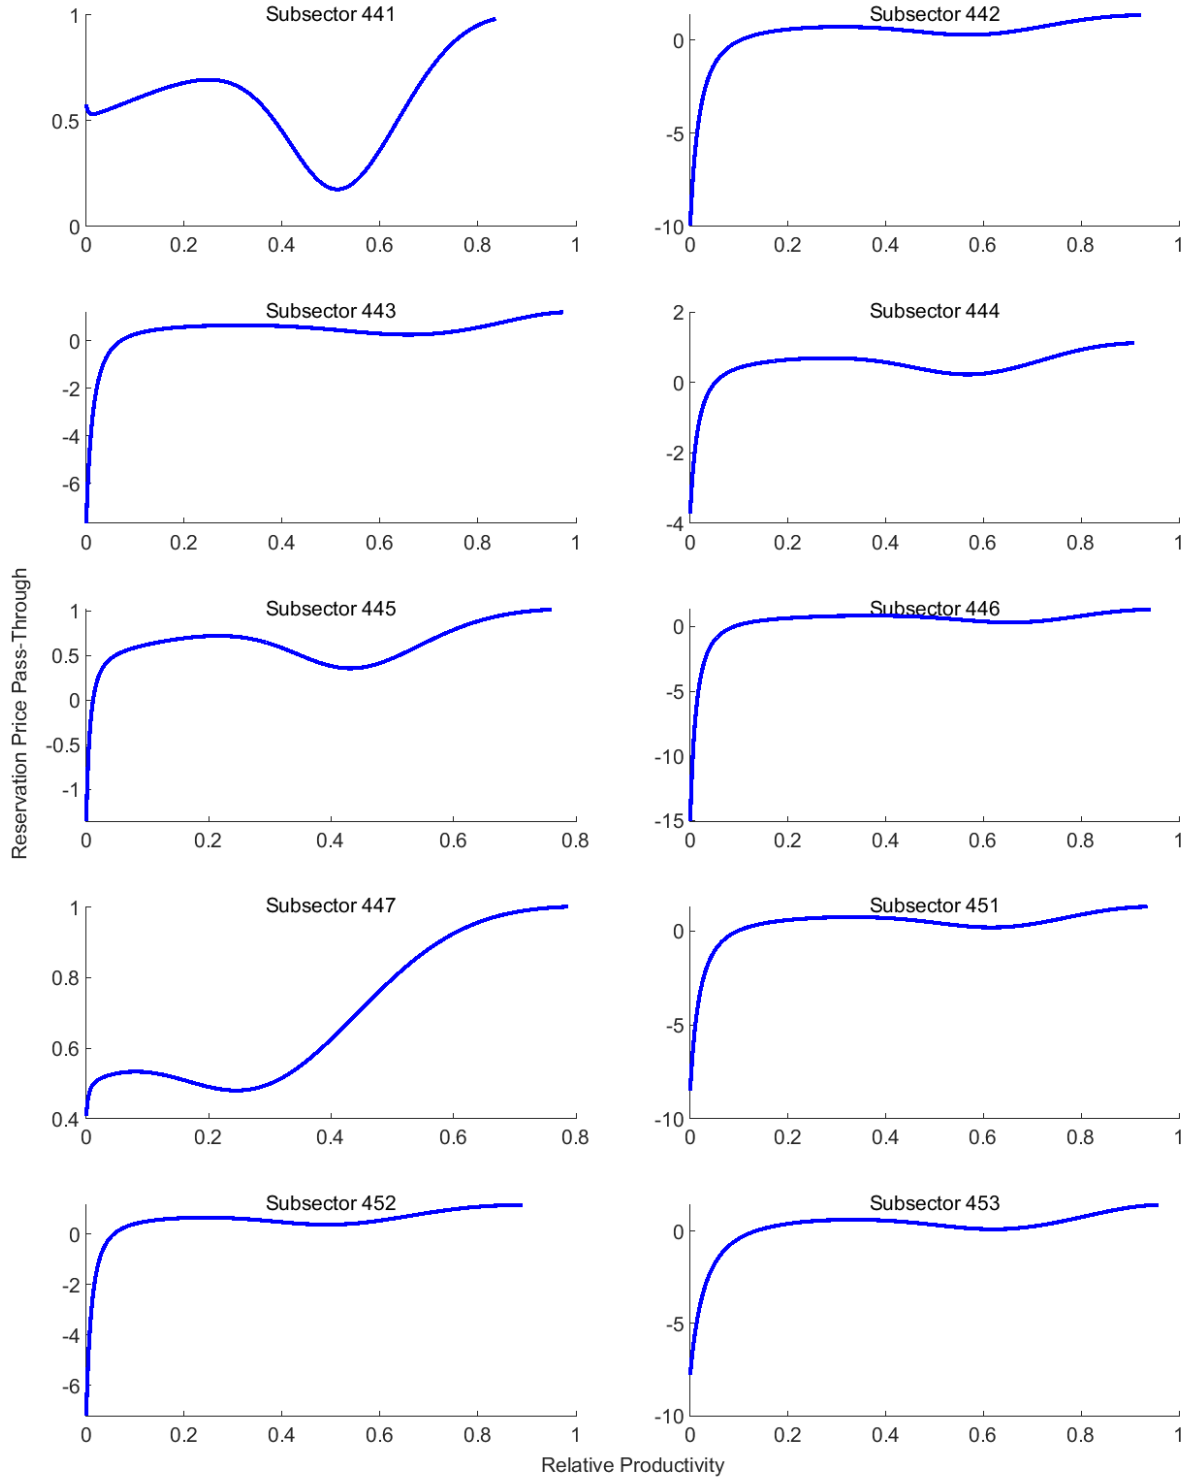 Subsector 441
1
0.5
0
0 0.2 0.4 0.6 0.8 1
Subsector 442
0
-5
-10
0 0.2 0.4 0.6 0.8 1
Subsector 443
0
-2
-4
-6
0 0.2 0.4 0.6 0.8 1
Subsector 444
2
0
-2
-4
0 0.2 0.4 0.6 0.8 1
Reservation Price Pass-Through
Subsector 445
1
0.5
0
-0.5
-1
0 0.2 0.4 0.6 0.8
Subsector 446
0
-5
-10
-15
0 0.2 0.4 0.6 0.8 1
Subsector 447
1
0.8
0.6
0.4
0 0.2 0.4 0.6 0.8
Subsector 451
0
-5
-10
0 0.2 0.4 0.6 0.8 1
Subsector 452
0
-2
-4
-6
0 0.2 0.4 0.6 0.8 1
Subsector 453
0
-5
-10
0 0.2 0.4 0.6 0.8 1
Relative Productivity